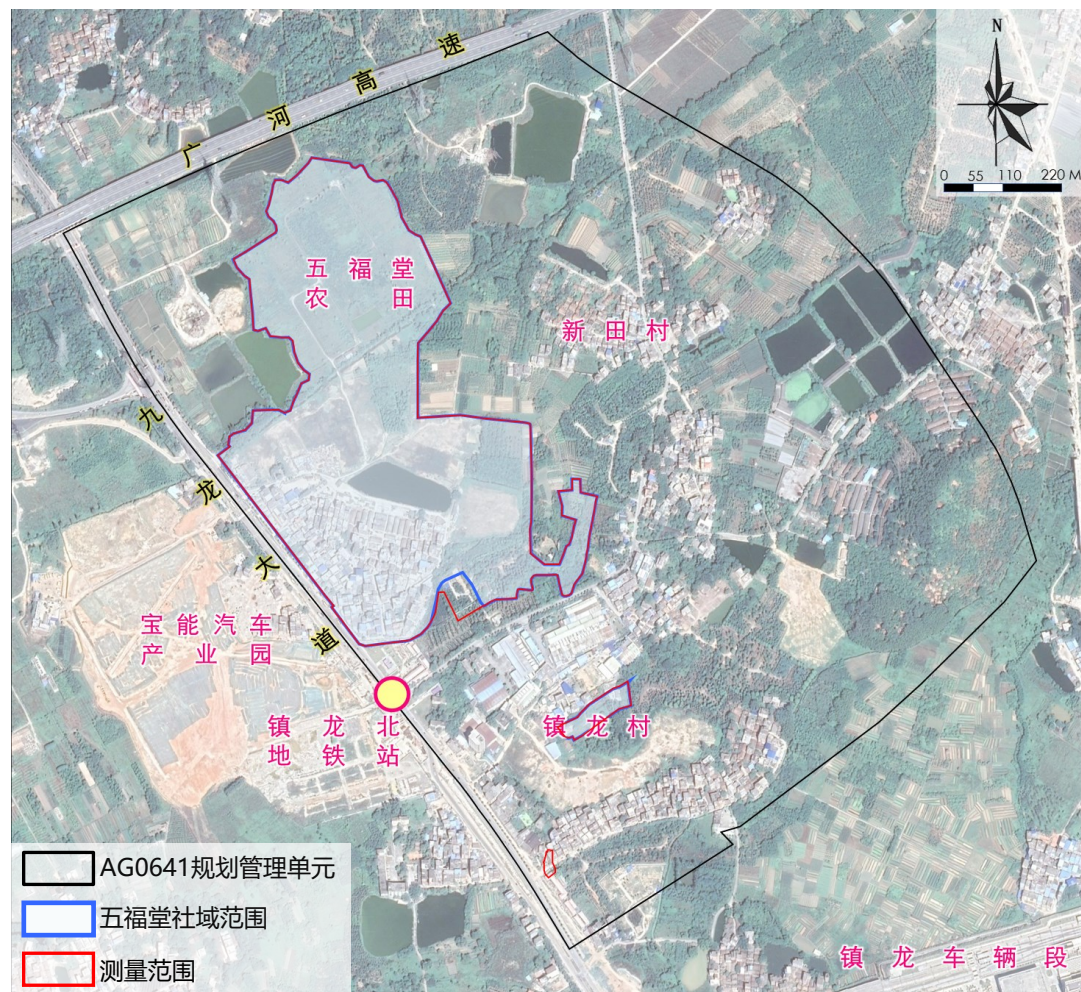 广河高速
N
0 55 110 220 M
五福堂
农田
新田村
九龙大道
宝能汽车
产业园
镇龙北
地铁站
镇龙村
AG0641规划管理单元
五福堂社域范围
测量范围
镇龙车辆段